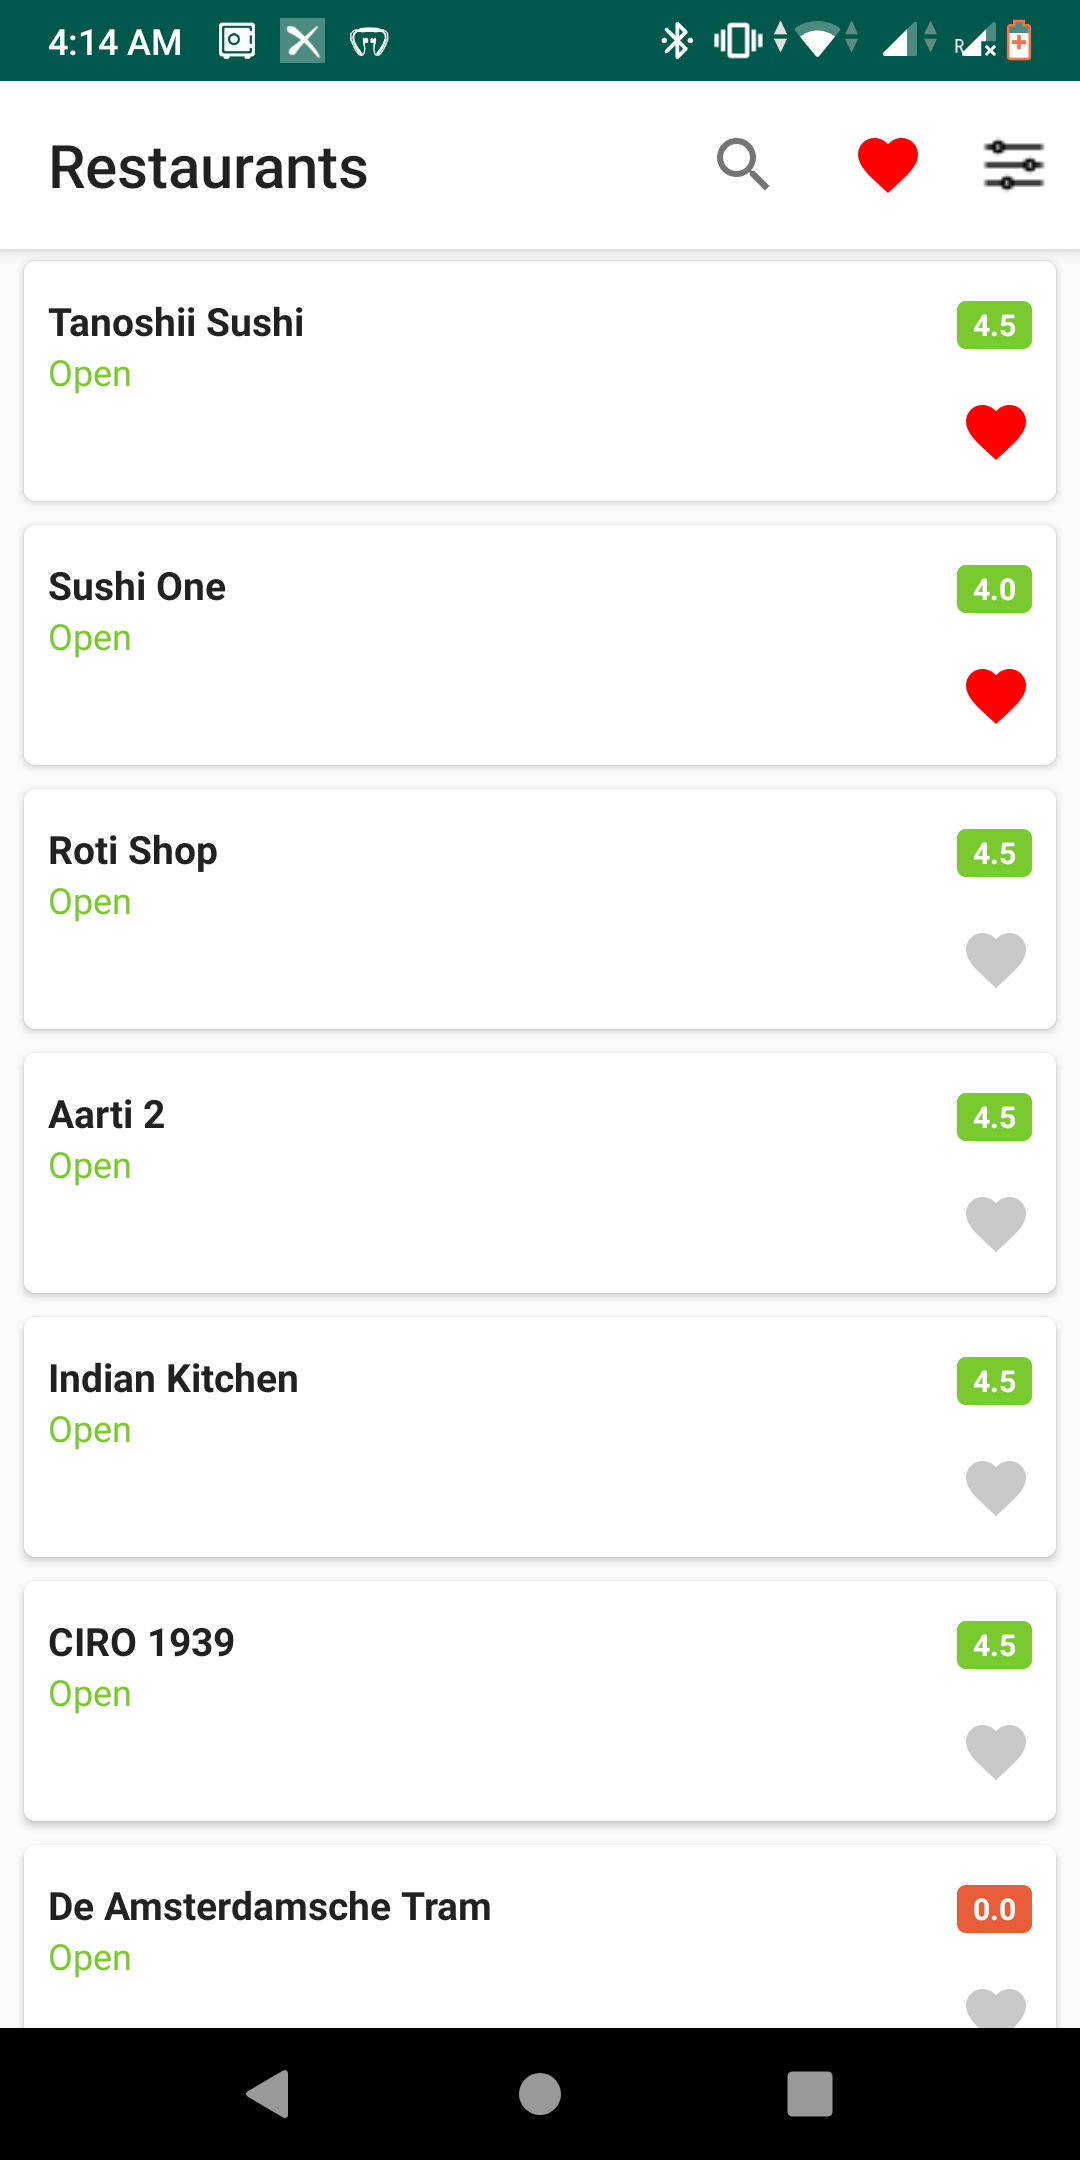 4:14 AM
R
Restaurants
Tanoshii Sushi
4.5
Open
Sushi One
4.0
Open
Roti Shop
4.5
Open
Aarti 2
4.5
Open
Indian Kitchen
4.5
Open
CIRO 1939
4.5
Open
De Amsterdamsche Tram
0.0
Open